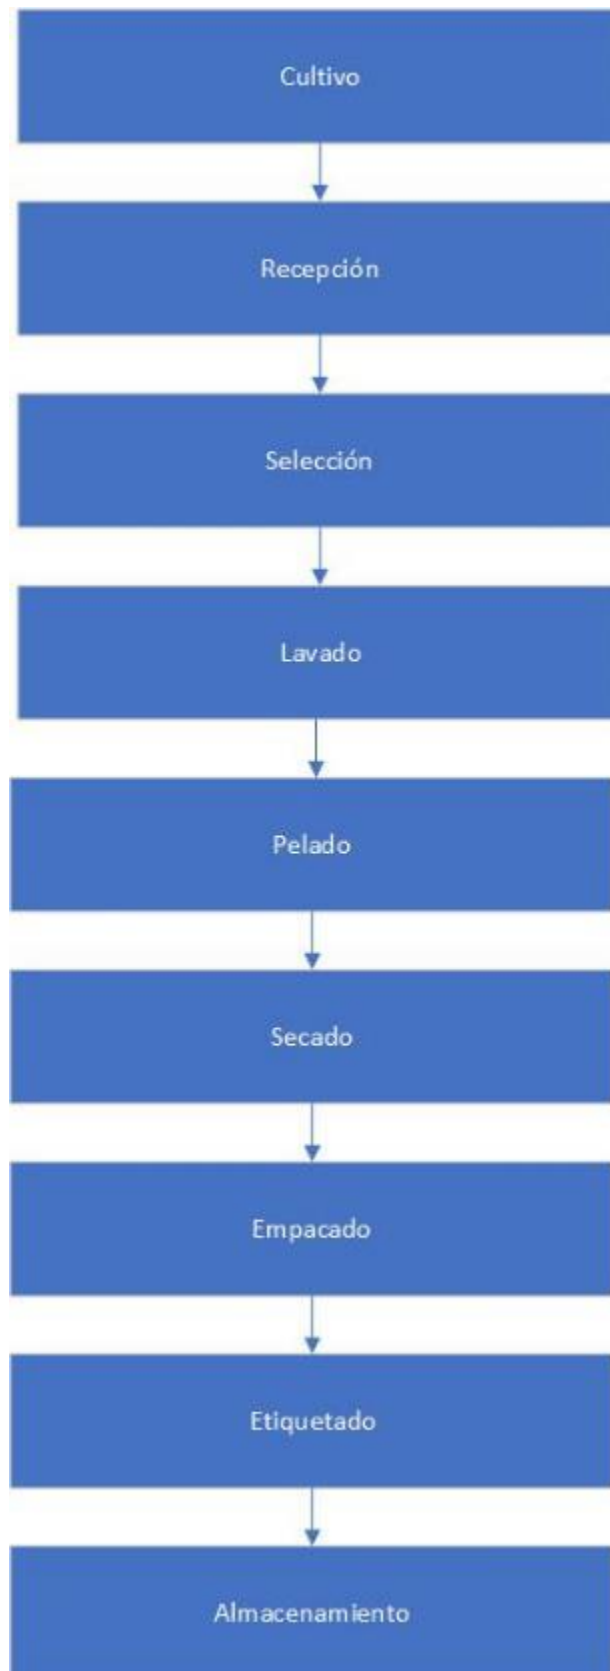 Cultivo
Recepción
Selección
Lavado
Pelado
Secado
Empacado
Etiquetado
Almacenamiento